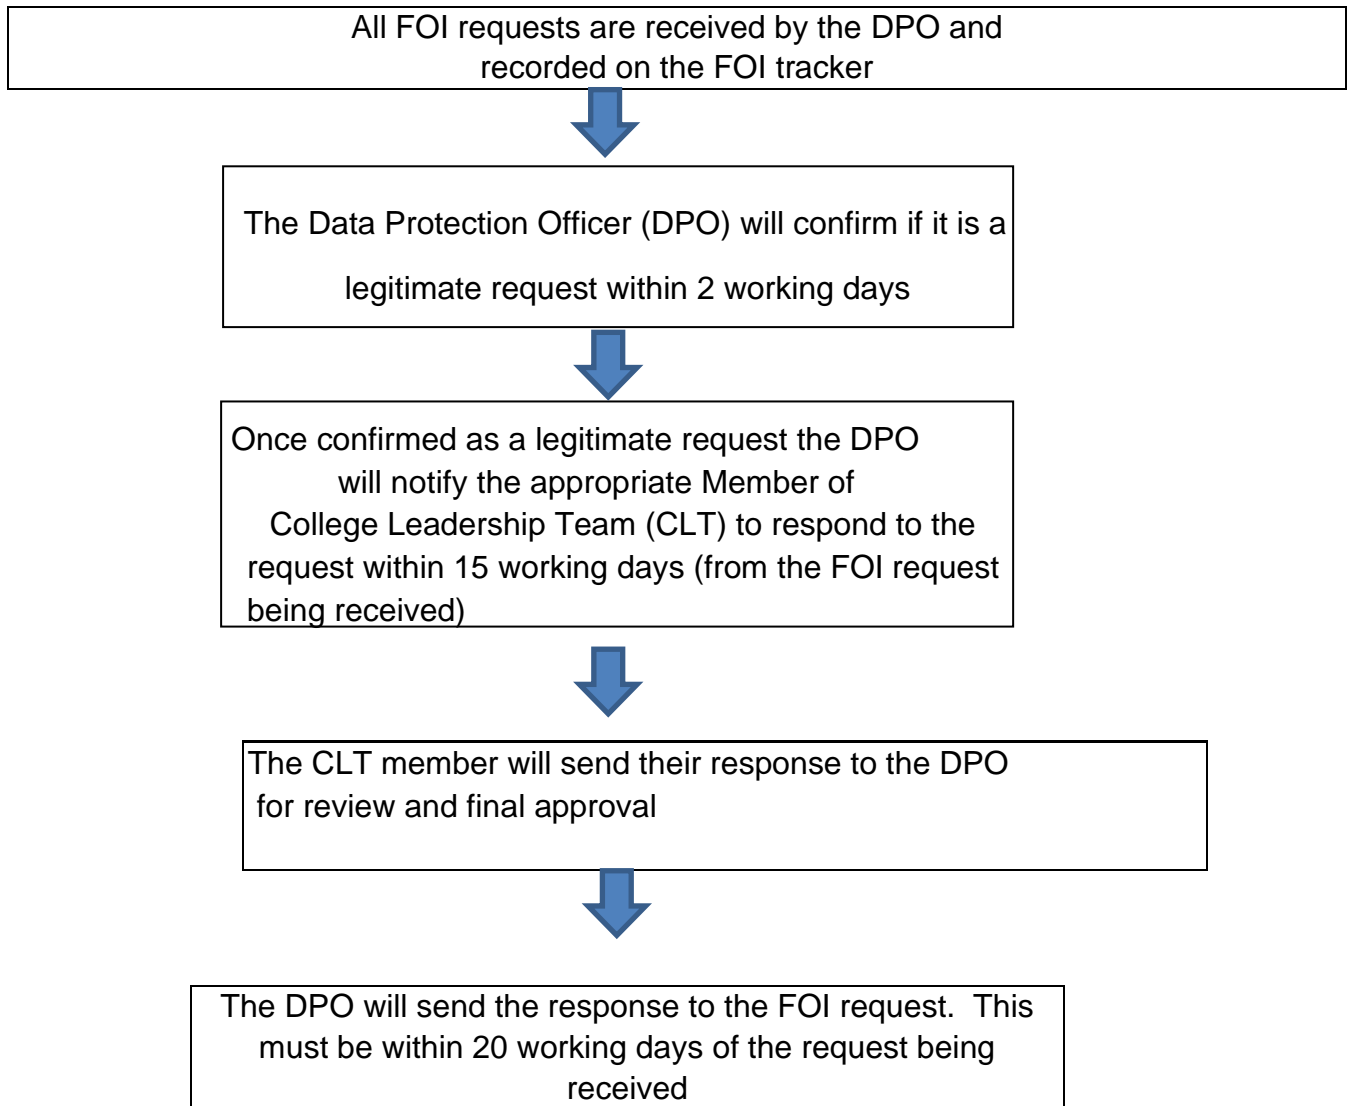 All FOI requests are received by the DPO and
recorded on the FOI tracker
The Data Protection Officer (DPO) will confirm if it is a
legitimate request within 2 working days
Once confirmed as a legitimate request the DPO
will notify the appropriate Member of
College Leadership Team (CLT) to respond to the
request within 15 working days (from the FOI request
being received)
The CLT member will send their response to the DPO
for review and final approval
The DPO will send the response to the FOI request.  This
must be within 20 working days of the request being
received